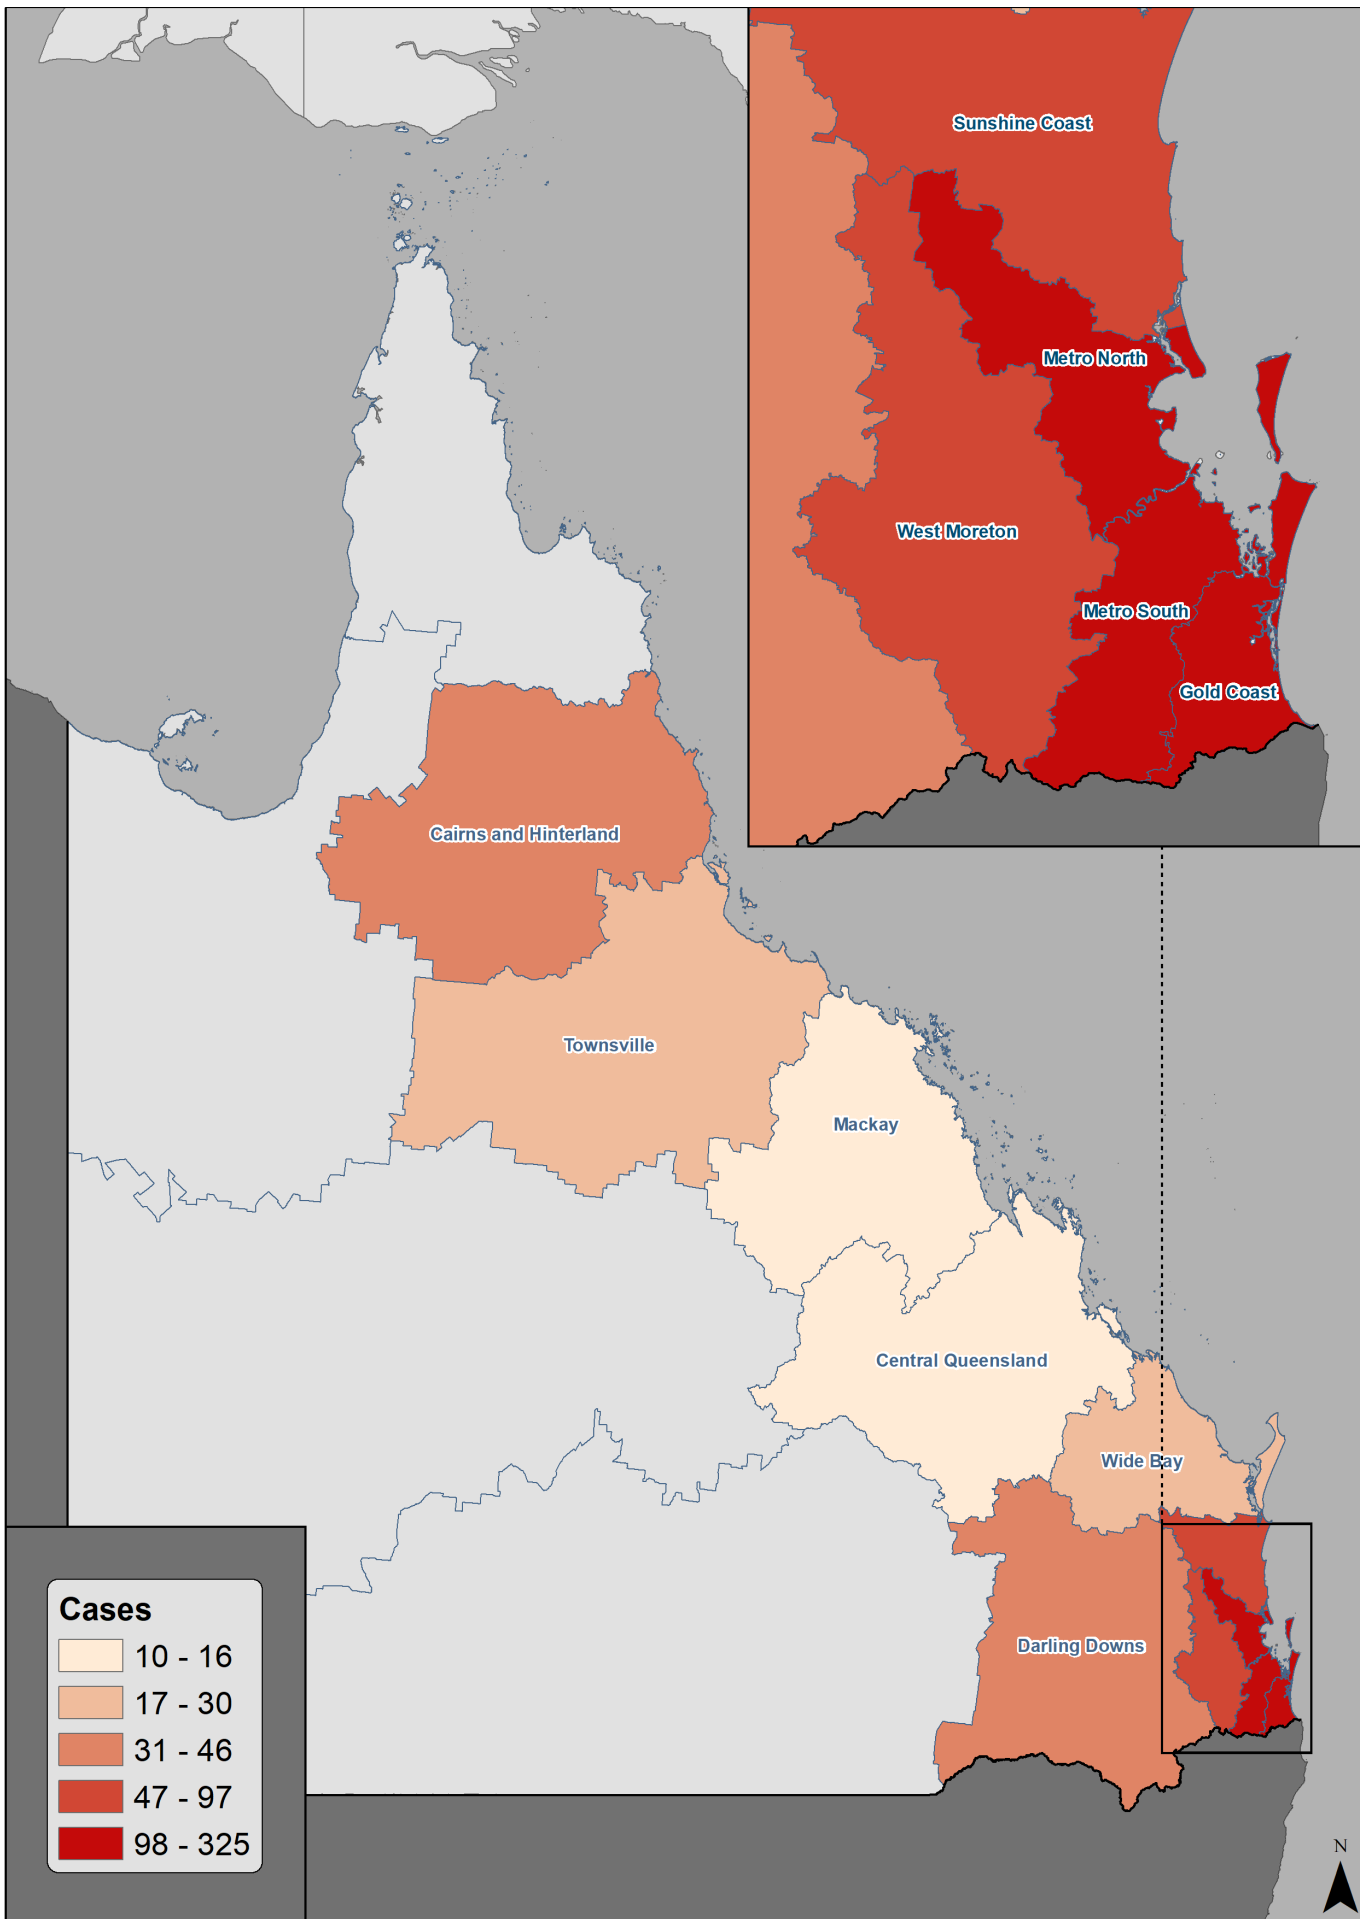 Sunshine Coast
Metro North
West Moreton
Metro South
Gold Coast
Cairns and Hinterland
Townsville
Mackay
Central Queensland
Wide Bay
Darling Downs
Cases
10 - 16
17 - 30
31 - 46
47 - 97
98 - 325
N